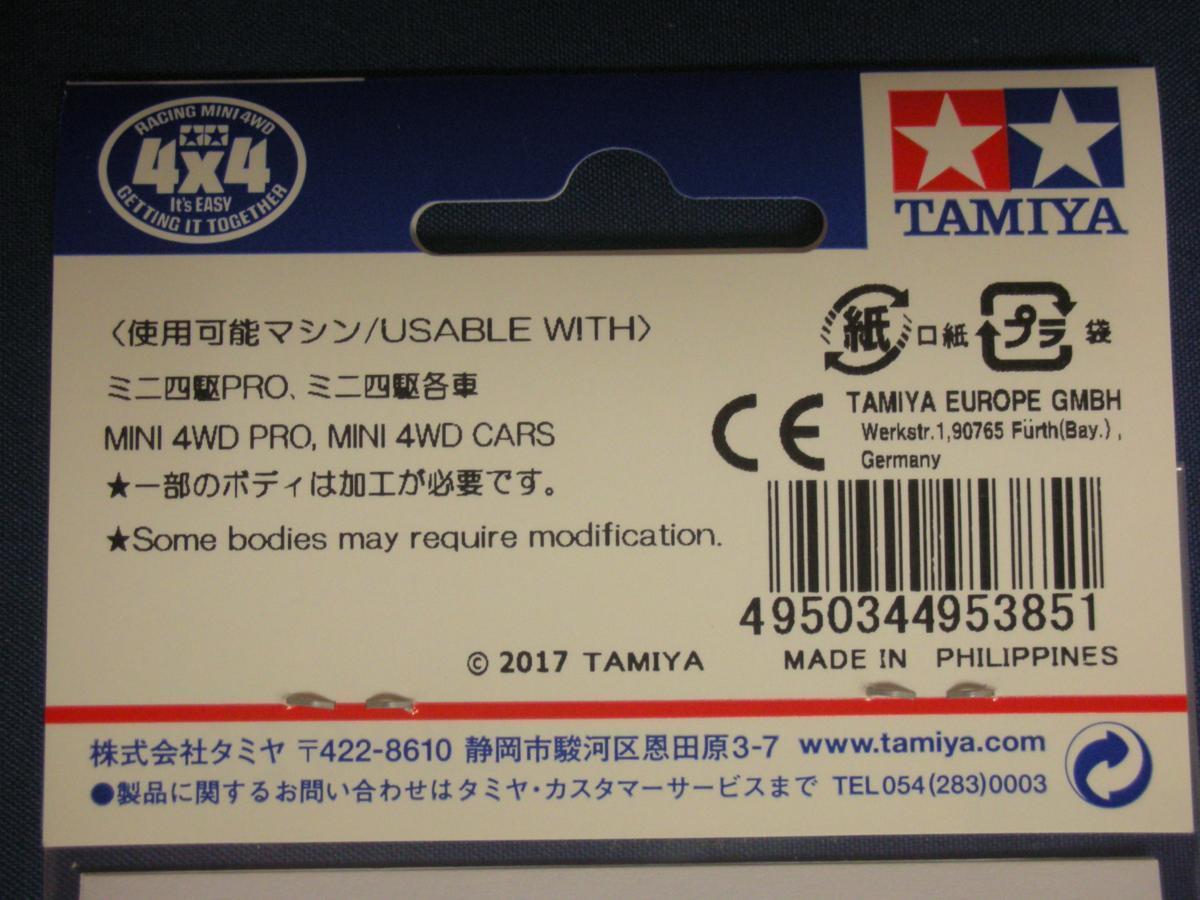 RACING MINI 4WD
4x4
It's EASY
GETTING IT TOGETHER
TAMIYA
〈使用可能マシン/USABLE WITH〉
ミニ四駆PRO、ミニ四駆各車
MINI 4WD PRO, MINI 4WD CARS
★一部のボディは加工が必要です。
★Some bodies may require modification.
紙 口紙 プラ 袋
CE
TAMIYA EUROPE GMBH
Werkstr.1,90765 Fürth(Bay.),
Germany
4950344953851
© 2017 TAMIYA MADE IN PHILIPPINES
株式会社タミヤ 〒422-8610 静岡市駿河区恩田原3-7 www.tamiya.com
●製品に関するお問い合わせはタミヤ・カスタマーサービスまで TEL054(283)0003